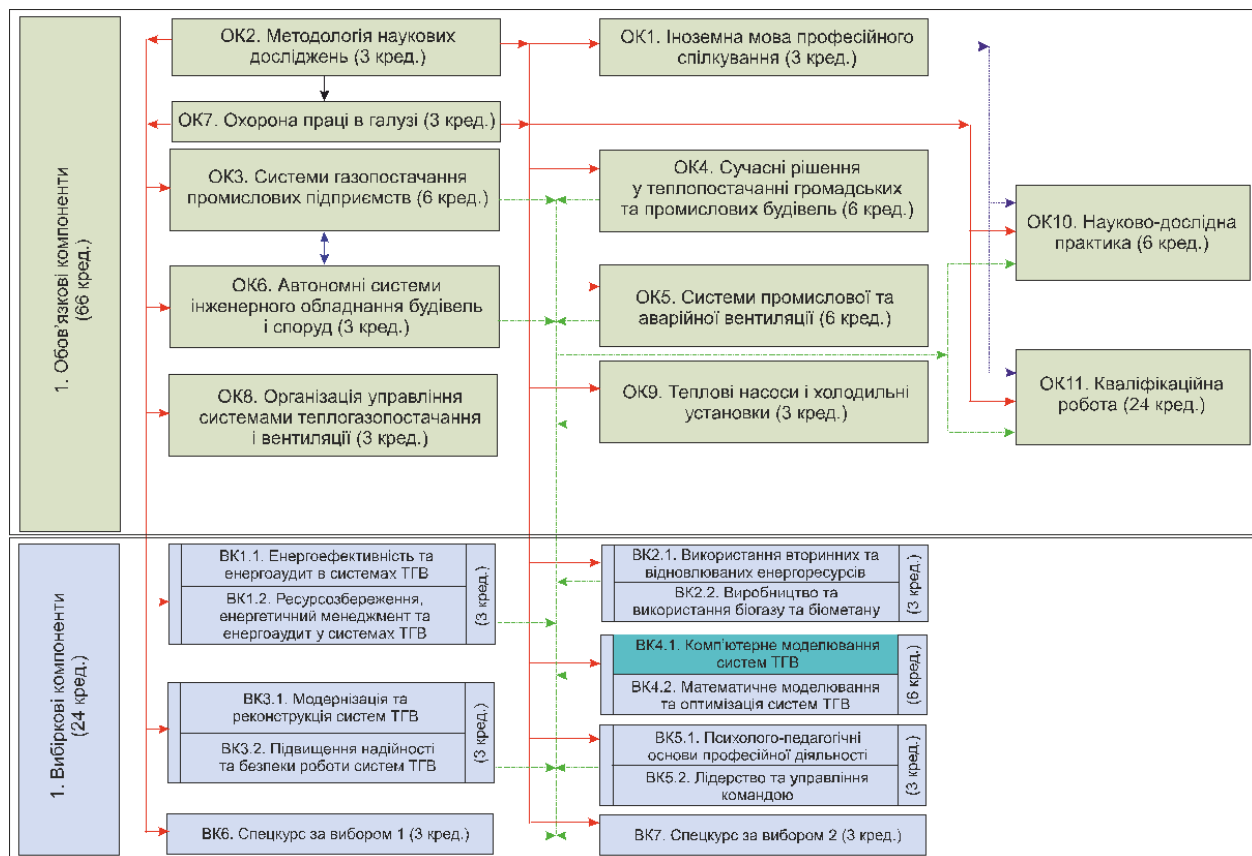 1. Обов’язкові компоненти
(66 кред.)
ОК2. Методологія наукових
досліджень (3 кред.)
ОК1. Іноземна мова професійного
спілкування (3 кред.)
ОК7. Охорона праці в галузі (3 кред.)
ОК3. Системи газопостачання
промислових підприємств (6 кред.)
ОК4. Сучасні рішення
у теплопостачанні громадських
та промислових будівель (6 кред.)
ОК10. Науково-дослідна
практика (6 кред.)
ОК6. Автономні системи
інженерного обладнання будівель
і споруд (3 кред.)
ОК5. Системи промислової та
аварійної вентиляції (6 кред.)
ОК8. Організація управління
системами теплогазопостачання
і вентиляції (3 кред.)
ОК9. Теплові насоси і холодильні
установки (3 кред.)
ОК11. Кваліфікаційна
робота (24 кред.)
1. Вибіркові компоненти
(24 кред.)
ВК1.1. Енергоефективність та
енергоаудит в системах ТГВ
ВК1.2. Ресурсозбереження,
енергетичний менеджмент та
енергоаудит у системах ТГВ
(3 кред.)
ВК2.1. Використання вторинних та
відновлюваних енергоресурсів
ВК2.2. Виробництво та
використання біогазу та біометану
(3 кред.)
ВК4.1. Комп’ютерне моделювання
систем ТГВ
ВК4.2. Математичне моделювання
та оптимізація систем ТГВ
(6 кред.)
ВК3.1. Модернізація та
реконструкція систем ТГВ
ВК3.2. Підвищення надійності
та безпеки роботи систем ТГВ
(3 кред.)
ВК5.1. Психолого-педагогічні
основи професійної діяльності
ВК5.2. Лідерство та управління
командою
(3 кред.)
ВК6. Спецкурс за вибором 1 (3 кред.)
ВК7. Спецкурс за вибором 2 (3 кред.)